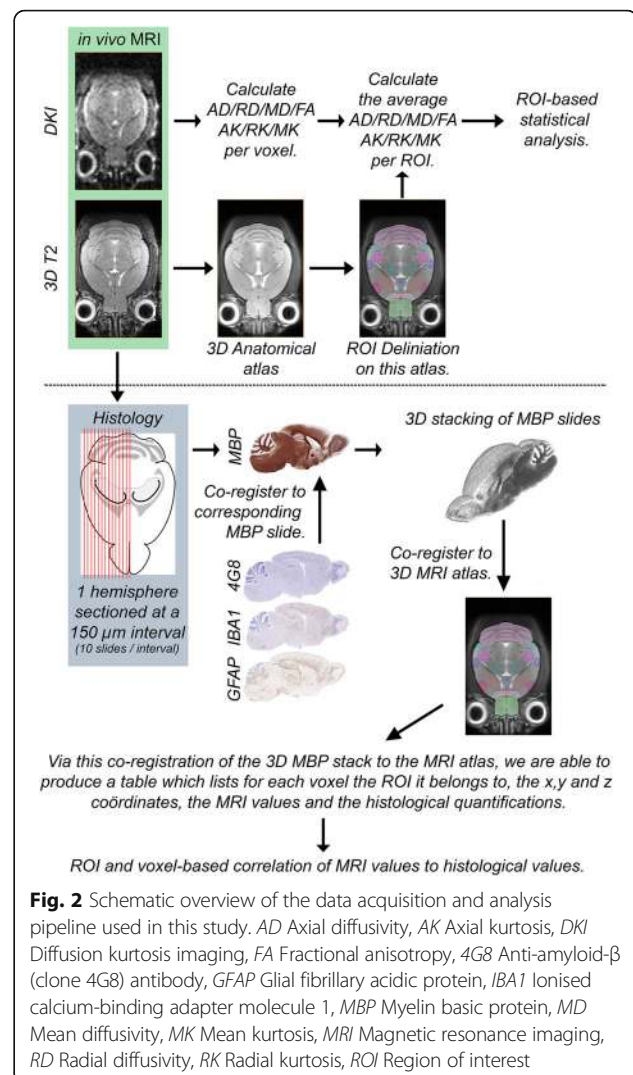 in vivo MRI
DKI
Calculate
AD/RD/MD/FA
AK/RK/MK
per voxel.
Calculate
the average
AD/RD/MD/FA
AK/RK/MK
per ROI.
ROI-based
statistical
analysis.
3D T2
3D Anatomical
atlas
ROI Deliniation
on this atlas.
Histology
MBP
3D stacking of MBP slides
Co-register to
corresponding
MBP slide.
Co-register to
3D MRI atlas.
4G8
IBA1
GFAP
1 hemisphere
sectioned at a
150 µm interval
(10 slides / interval)
Via this co-registration of the 3D MBP stack to the MRI atlas, we are able to
produce a table which lists for each voxel the ROI it belongs to, the x,y and z
coördinates, the MRI values and the histological quantifications.
ROI and voxel-based correlation of MRI values to histological values.
Fig. 2 Schematic overview of the data acquisition and analysis
pipeline used in this study. AD Axial diffusivity, AK Axial kurtosis, DKI
Diffusion kurtosis imaging, FA Fractional anisotropy, 4G8 Anti-amyloid-β
(clone 4G8) antibody, GFAP Glial fibrillary acidic protein, IBA1 Ionised
calcium-binding adapter molecule 1, MBP Myelin basic protein, MD
Mean diffusivity, MK Mean kurtosis, MRI Magnetic resonance imaging,
RD Radial diffusivity, RK Radial kurtosis, ROI Region of interest